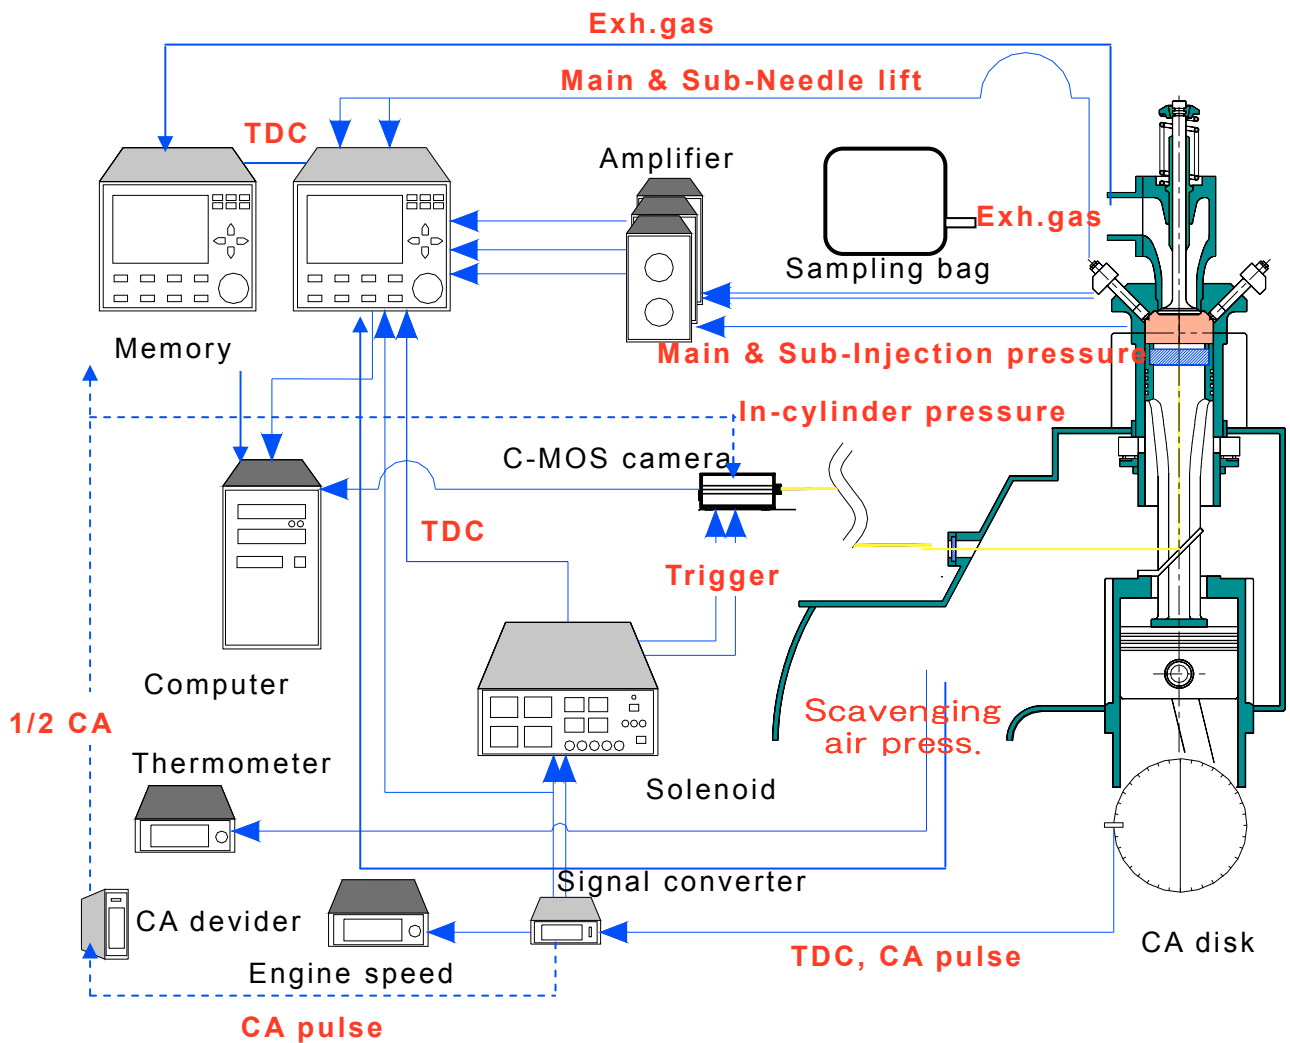 Exh.gas
Main & Sub-Needle lift
TDC
Amplifier
Exh.gas
Sampling bag
Memory
Main & Sub-Injection pressure
In-cylinder pressure
C-MOS camera
TDC
Trigger
Computer
1/2 CA
Scavenging
air press.
Thermometer
Solenoid
Signal converter
CA devider
CA disk
TDC, CA pulse
Engine speed
CA pulse